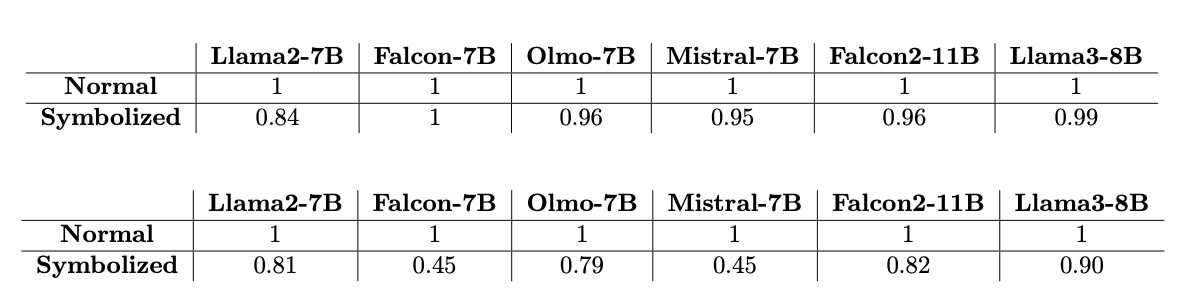 Llama2-7B Falcon-7B Olmo-7B Mistral-7B Falcon2-11B Llama3-8B
Normal 1 1 1 1 1 1
Symbolized 0.84 1 0.96 0.95 0.96 0.99
Llama2-7B Falcon-7B Olmo-7B Mistral-7B Falcon2-11B Llama3-8B
Normal 1 1 1 1 1 1
Symbolized 0.81 0.45 0.79 0.45 0.82 0.90